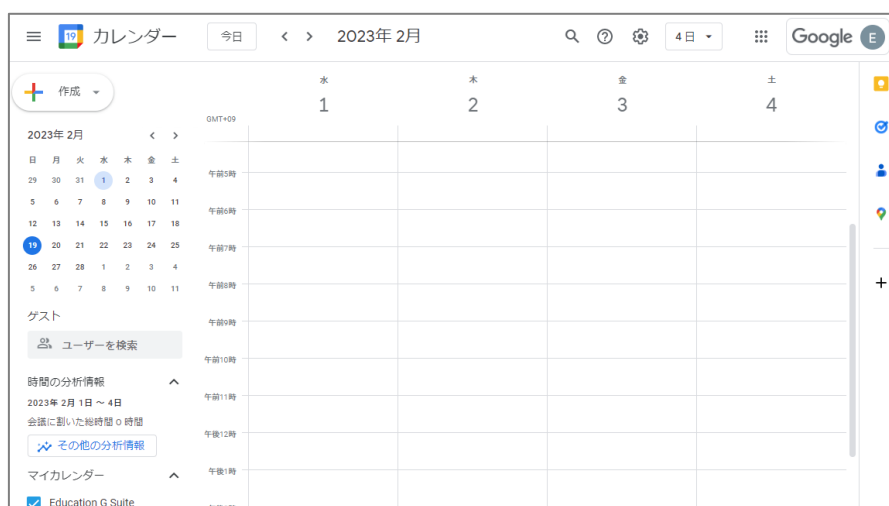 19 カレンダー 今日 2023年 2月 4日 Google E
作成
水 木 金 土
1 2 3 4
GMT+09
2023年 2月
日 月 火 水 木 金 土
29 30 31 1 2 3 4
5 6 7 8 9 10 11
12 13 14 15 16 17 18
19 20 21 22 23 24 25
26 27 28 1 2 3 4
5 6 7 8 9 10 11
ゲスト
ユーザーを検索
時間の分析情報
2023年 2月 1日 ~ 4日
会議に割いた総時間 0 時間
その他の分析情報
マイカレンダー
Education G Suite
午前5時
午前6時
午前7時
午前8時
午前9時
午前10時
午前11時
午後12時
午後1時